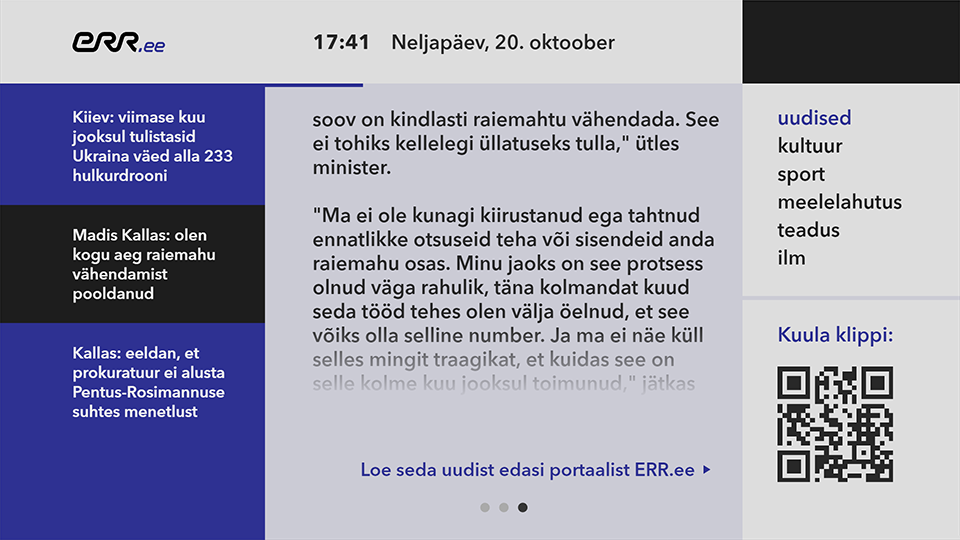 ERR.ee
17:41 Neljapäev, 20. oktoober
Kiiev: viimase kuu
jooksul tulistasid
Ukraina väed alla 233
hulkurdrooni
Madis Kallas: olen
kogu aeg raiemahu
vähendamist
pooldanud
Kallas: eeldan, et
prokuratuur ei alusta
Pentus-Rosimannuse
suhtes menetlust
soov on kindlasti raiemahtu vähendada. See
ei tohiks kellelegi üllatuseks tulla," ütles
minister.
"Ma ei ole kunagi kiirustanud ega tahtnud
ennatlikke otsuseid teha või sisendeid anda
raiemahu osas. Minu jaoks on see protsess
olnud väga rahulik, täna kolmandat kuud
seda tööd tehes olen välja öelnud, et see
võiks olla selline number. Ja ma ei näe küll
selles mingit traagikat, et kuidas see on
selle kolme kuu jooksul toimunud," jätkas
Loe seda uudist edasi portaalist ERR.ee
uudised
kultuur
sport
meelelahutus
teadus
ilm
Kuula klippi: